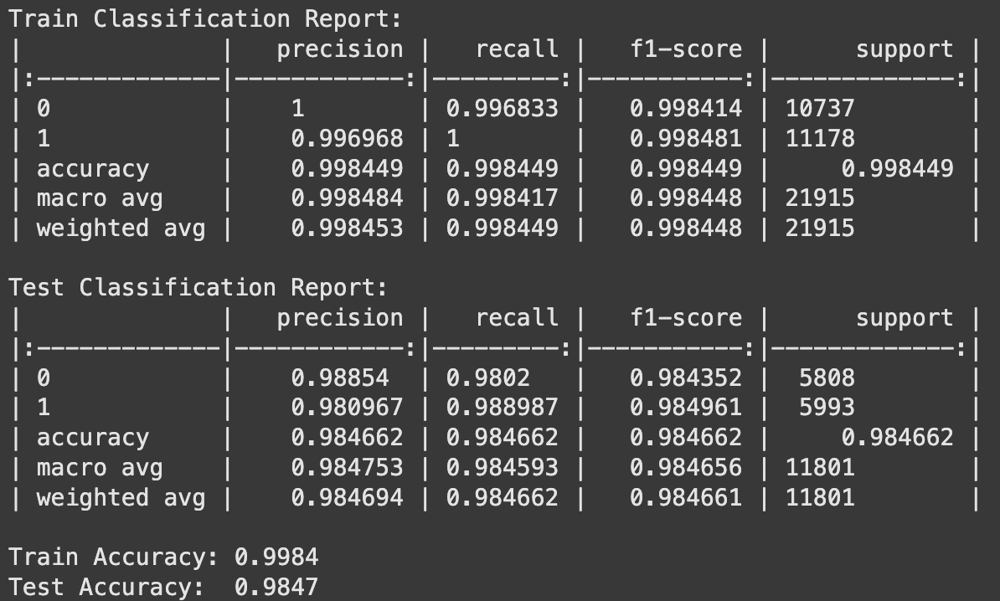 Train Classification Report:
|              |   precision |   recall |   f1-score |      support |
|:-------------|------------:|---------:|-----------:|-------------:|
| 0            |    1        | 0.996833 |   0.998414 | 10737        |
| 1            |    0.996968 | 1        |   0.998481 | 11178        |
| accuracy     |    0.998449 | 0.998449 |   0.998449 |     0.998449 |
| macro avg    |    0.998484 | 0.998417 |   0.998448 | 21915        |
| weighted avg |    0.998453 | 0.998449 |   0.998448 | 21915        |

Test Classification Report:
|              |   precision |   recall |   f1-score |      support |
|:-------------|------------:|---------:|-----------:|-------------:|
| 0            |    0.98854  | 0.9802   |   0.984352 |  5808        |
| 1            |    0.980967 | 0.988987 |   0.984961 |  5993        |
| accuracy     |    0.984662 | 0.984662 |   0.984662 |     0.984662 |
| macro avg    |    0.984753 | 0.984593 |   0.984656 | 11801        |
| weighted avg |    0.984694 | 0.984662 |   0.984661 | 11801        |

Train Accuracy: 0.9984
Test Accuracy:  0.9847